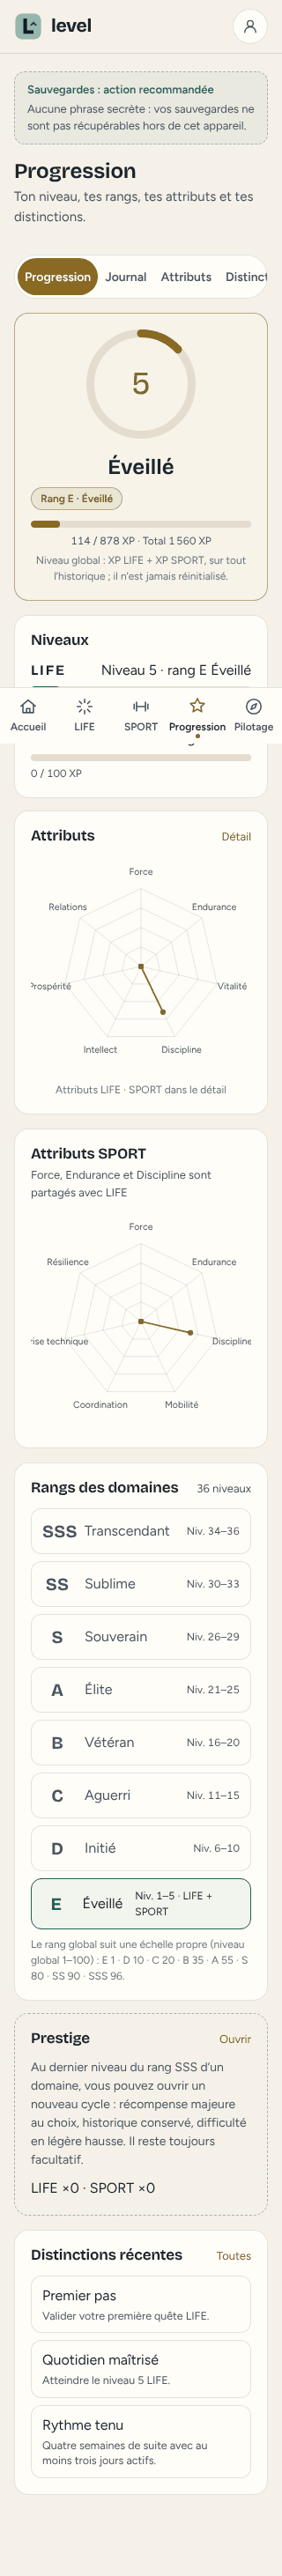 level
Sauvegardes : action recommandée
Aucune phrase secrète : vos sauvegardes ne
sont pas récupérables hors de cet appareil.
Progression
Ton niveau, tes rangs, tes attributs et tes
distinctions.
Progression Journal Attributs Distinct
5
Éveillé
Rang E · Éveillé
114 / 878 XP · Total 1 560 XP
Niveau global : XP LIFE + XP SPORT, sur tout
l'historique ; il n'est jamais réinitialisé.
Niveaux
LIFE Niveau 5 · rang E Éveillé
Accueil LIFE SPORT Progression Pilotage
0 / 100 XP
Attributs Détail
Force
Relations Endurance
Prospérité Vitalité
Intellect Discipline
Attributs LIFE · SPORT dans le détail
Attributs SPORT
Force, Endurance et Discipline sont
partagés avec LIFE
Force
Résilience Endurance
ise technique Discipline
Coordination Mobilité
Rangs des domaines 36 niveaux
SSS Transcendant Niv. 34–36
SS Sublime Niv. 30–33
S Souverain Niv. 26–29
A Élite Niv. 21–25
B Vétéran Niv. 16–20
C Aguerri Niv. 11–15
D Initié Niv. 6–10
E Éveillé Niv. 1–5 · LIFE +
SPORT
Le rang global suit une échelle propre (niveau
global 1–100) : E 1 · D 10 · C 20 · B 35 · A 55 · S
80 · SS 90 · SSS 96.
Prestige Ouvrir
Au dernier niveau du rang SSS d'un
domaine, vous pouvez ouvrir un
nouveau cycle : récompense majeure
au choix, historique conservé, difficulté
en légère hausse. Il reste toujours
facultatif.
LIFE ×0 · SPORT ×0
Distinctions récentes Toutes
Premier pas
Valider votre première quête LIFE.
Quotidien maîtrisé
Atteindre le niveau 5 LIFE.
Rythme tenu
Quatre semaines de suite avec au
moins trois jours actifs.